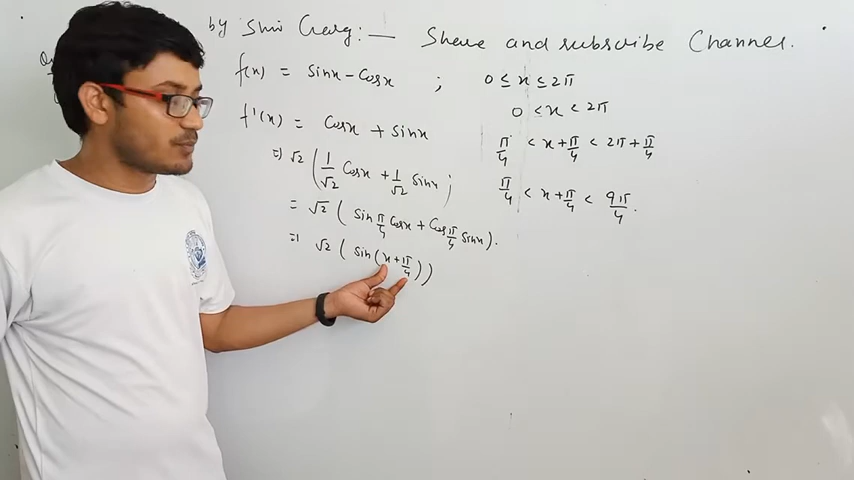 by Shiv Garg:— Share and subscribe Channel.
f(x) = sinx - Cosx ; 0 ≤ x ≤ 2π
0 < x < 2π
f'(x) = Cosx + Sinx
π/4 < x+π/4 < 2π+π/4
⇒ √2 (1/√2 Cosx + 1/√2 Sinx ;
π/4 < x+π/4 < 9π/4.
= √2 ( Sin π/4 Cosx + Cos π/4 Sinx).
⇒ √2 ( Sin(x+π/4))